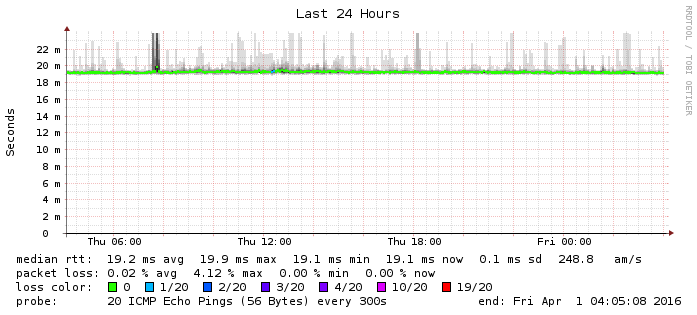 Last 24 Hours
RRDTOOL / TOBI OETIKER
Seconds
22 m
20 m
18 m
16 m
14 m
12 m
10 m
8 m
6 m
4 m
2 m
0
Thu 06:00 Thu 12:00 Thu 18:00 Fri 00:00
median rtt: 19.2 ms avg 19.9 ms max 19.1 ms min 19.1 ms now 0.1 ms sd 248.8 am/s
packet loss: 0.02 % avg 4.12 % max 0.00 % min 0.00 % now
loss color: 0 1/20 2/20 3/20 4/20 10/20 19/20
probe: 20 ICMP Echo Pings (56 Bytes) every 300s end: Fri Apr 1 04:05:08 2016